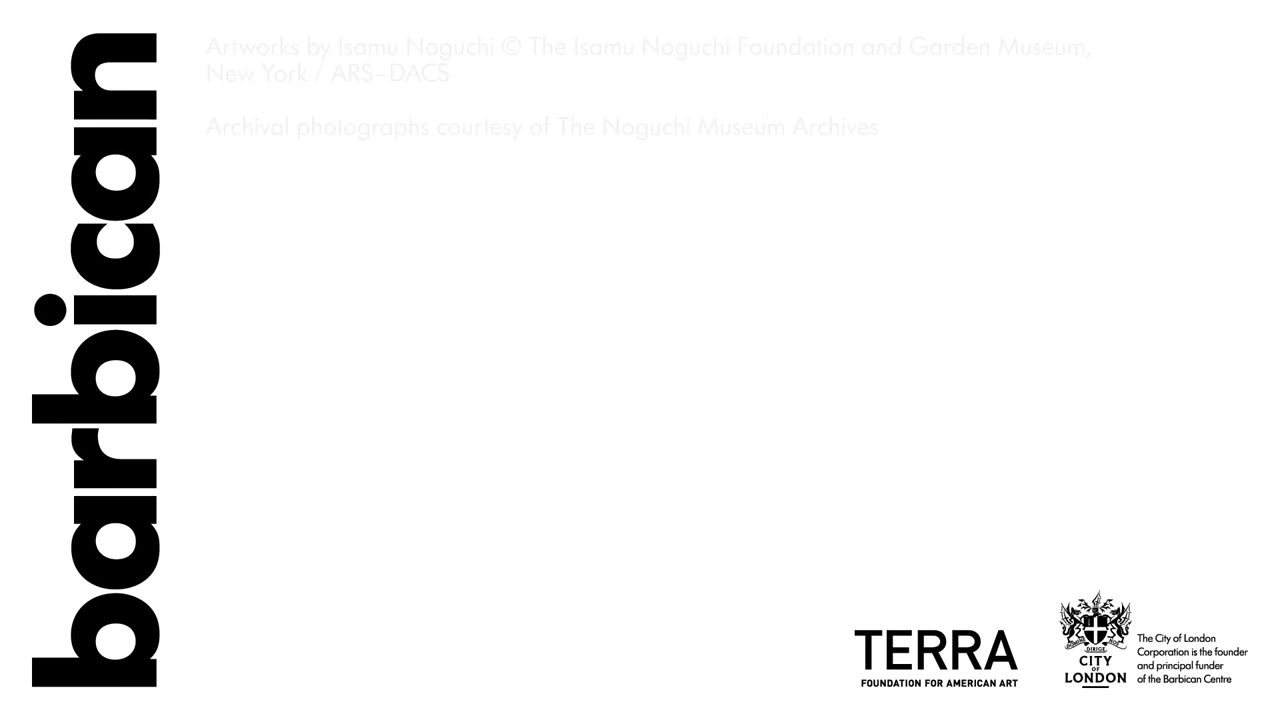 barbican
Artworks by Isamu Noguchi © The Isamu Noguchi Foundation and Garden Museum,
New York / ARS–DACS
Archival photographs courtesy of The Noguchi Museum Archives
TERRA
FOUNDATION FOR AMERICAN ART
DIRIGE
CITY
OF
LONDON
The City of London
Corporation is the founder
and principal funder
of the Barbican Centre